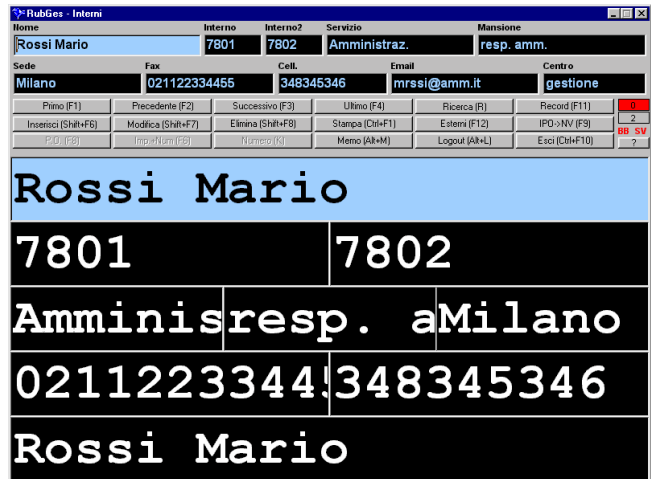 RubGes - Interni
Nome Interno Interno2 Servizio Mansione
Rossi Mario 7801 7802 Amministraz. resp. amm.
Sede Fax Cell. Email Centro
Milano 021122334455 348345346 mrssi@amm.it gestione
Primo (F1) Precedente (F2) Successivo (F3) Ultimo (F4) Ricerca (R) Record (F11) 0
Inserisci (Shift+F6) Modifica (Shift+F7) Elimina (Shift+F8) Stampa (Ctrl+F1) Esterni (F12) IPO->NV (F9) 2
BB SV
P.O. (F8) Imp.+Num (F6) Numero (K) Memo (Alt+M) Logout (Alt+L) Esci (Ctrl+F10) ?
Rossi Mario
7801 7802
Amminis resp. a Milano
02112233445 348345346
Rossi Mario